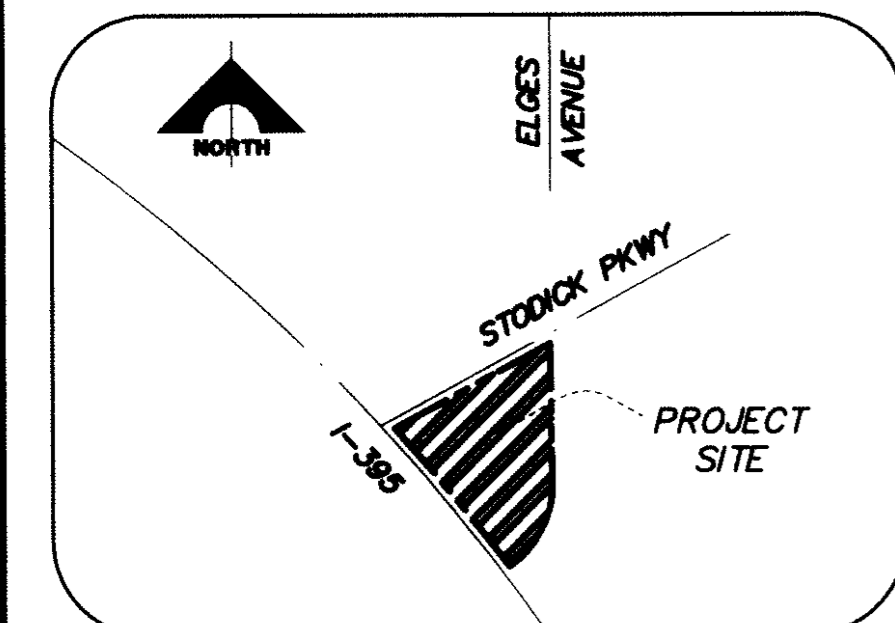 NORTH
ELGES
AVENUE
STODICK PKWY
PROJECT
SITE
I-395